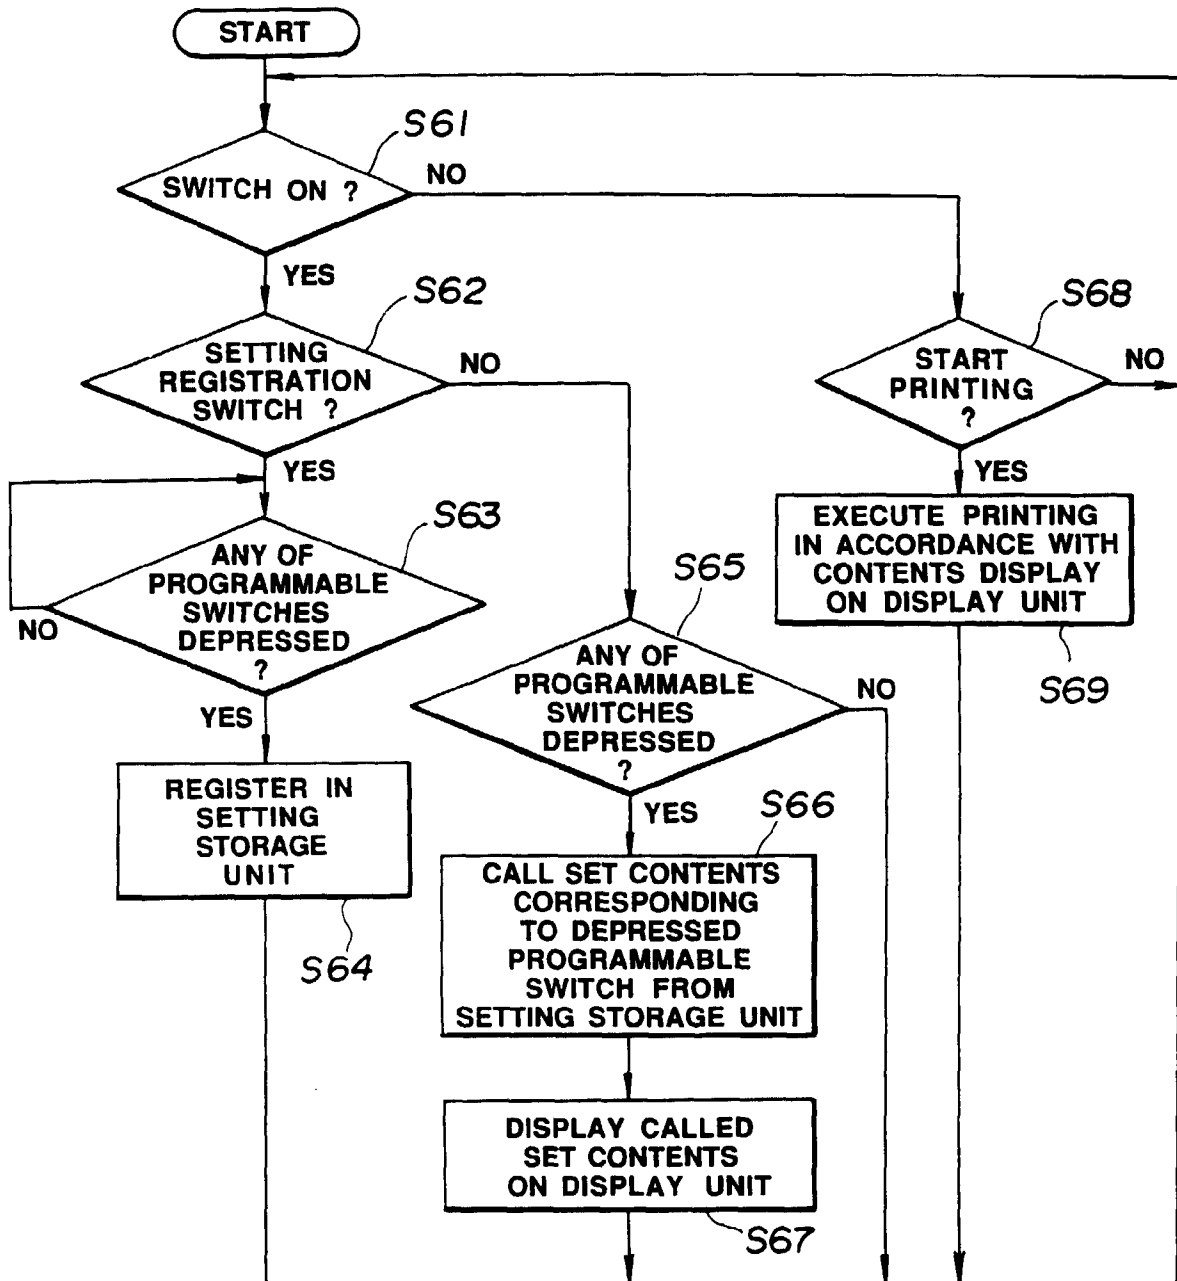 START
S61
SWITCH ON ?
NO
YES
S62
SETTING
REGISTRATION
SWITCH ?
NO
YES
S68
START
PRINTING
?
NO
YES
S63
ANY OF
PROGRAMMABLE
SWITCHES
DEPRESSED
?
NO
YES
EXECUTE PRINTING
IN ACCORDANCE WITH
CONTENTS DISPLAY
ON DISPLAY UNIT
S69
S65
ANY OF
PROGRAMMABLE
SWITCHES
DEPRESSED
?
NO
YES
REGISTER IN
SETTING
STORAGE
UNIT
S64
S66
CALL SET CONTENTS
CORRESPONDING
TO DEPRESSED
PROGRAMMABLE
SWITCH FROM
SETTING STORAGE UNIT
DISPLAY CALLED
SET CONTENTS
ON DISPLAY UNIT
S67